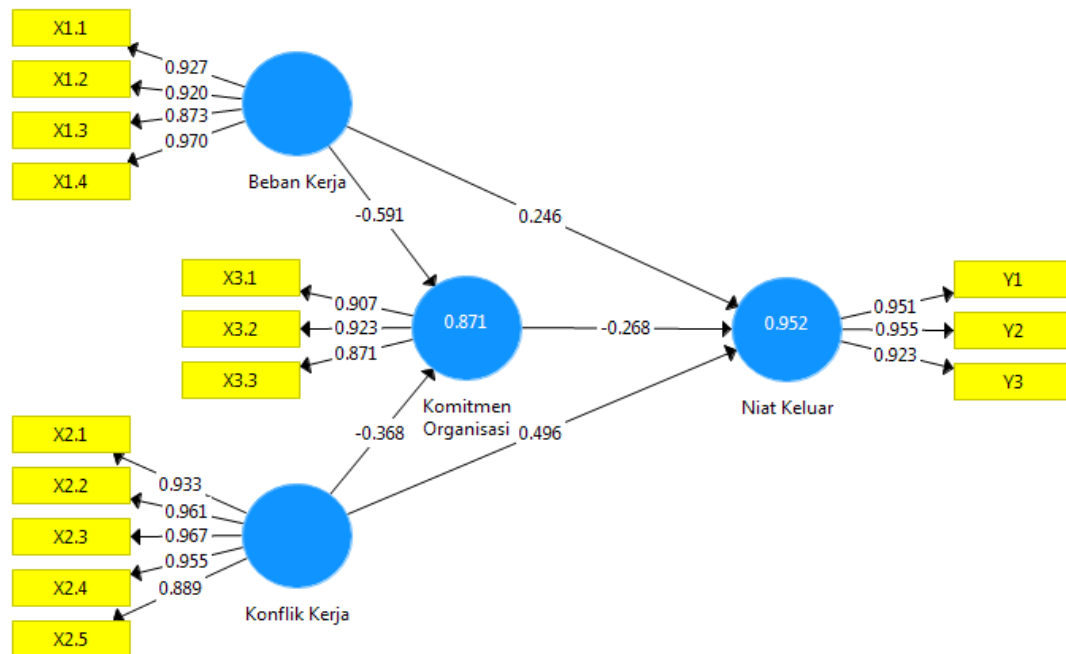 X1.1
0.927
X1.2
0.920
X1.3
0.873
0.970
X1.4
Beban Kerja
-0.591
0.246
X3.1
0.907
X3.2
0.923
0.871
X3.3
0.871
Komitmen
Organisasi
-0.268
0.952
Niat Keluar
0.951
Y1
0.955
Y2
0.923
Y3
-0.368
0.496
X2.1
0.933
X2.2
0.961
X2.3
0.967
0.955
X2.4
0.889
X2.5
Konflik Kerja